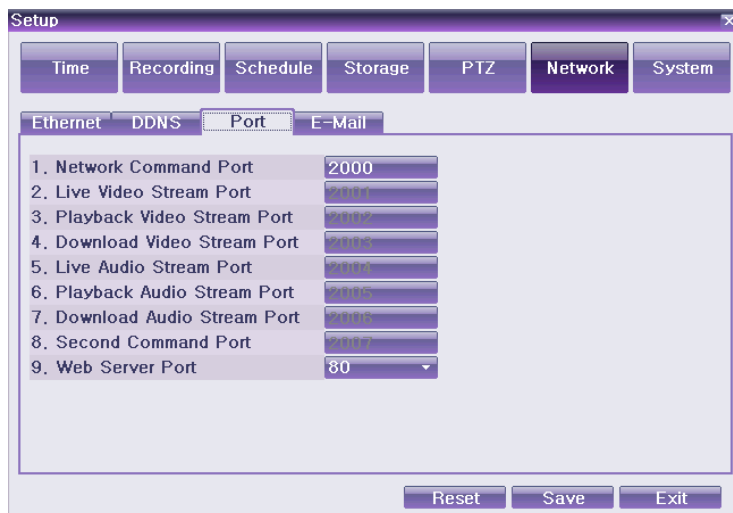 Setup
Time Recording Schedule Storage PTZ Network System
Ethernet DDNS Port E-Mail
1. Network Command Port 2000
2. Live Video Stream Port 2001
3. Playback Video Stream Port 2002
4. Download Video Stream Port 2003
5. Live Audio Stream Port 2004
6. Playback Audio Stream Port 2005
7. Download Audio Stream Port 2006
8. Second Command Port 2007
9. Web Server Port 80
Reset Save Exit